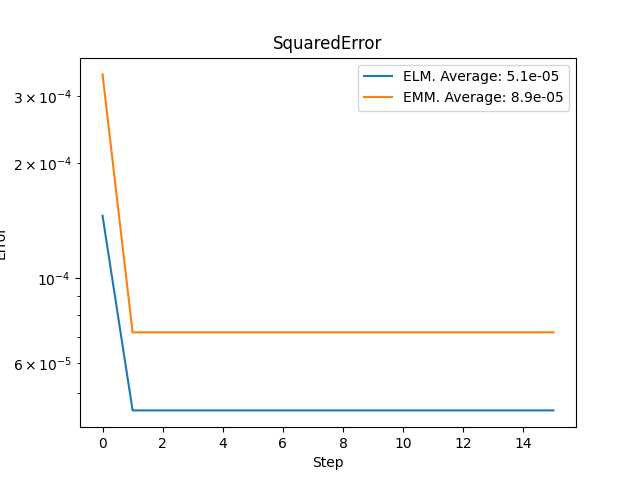 SquaredError
ELM. Average: 5.1e-05
EMM. Average: 8.9e-05
3 × 10⁻⁴
2 × 10⁻⁴
10⁻⁴
6 × 10⁻⁵
Error
0 2 4 6 8 10 12 14
Step